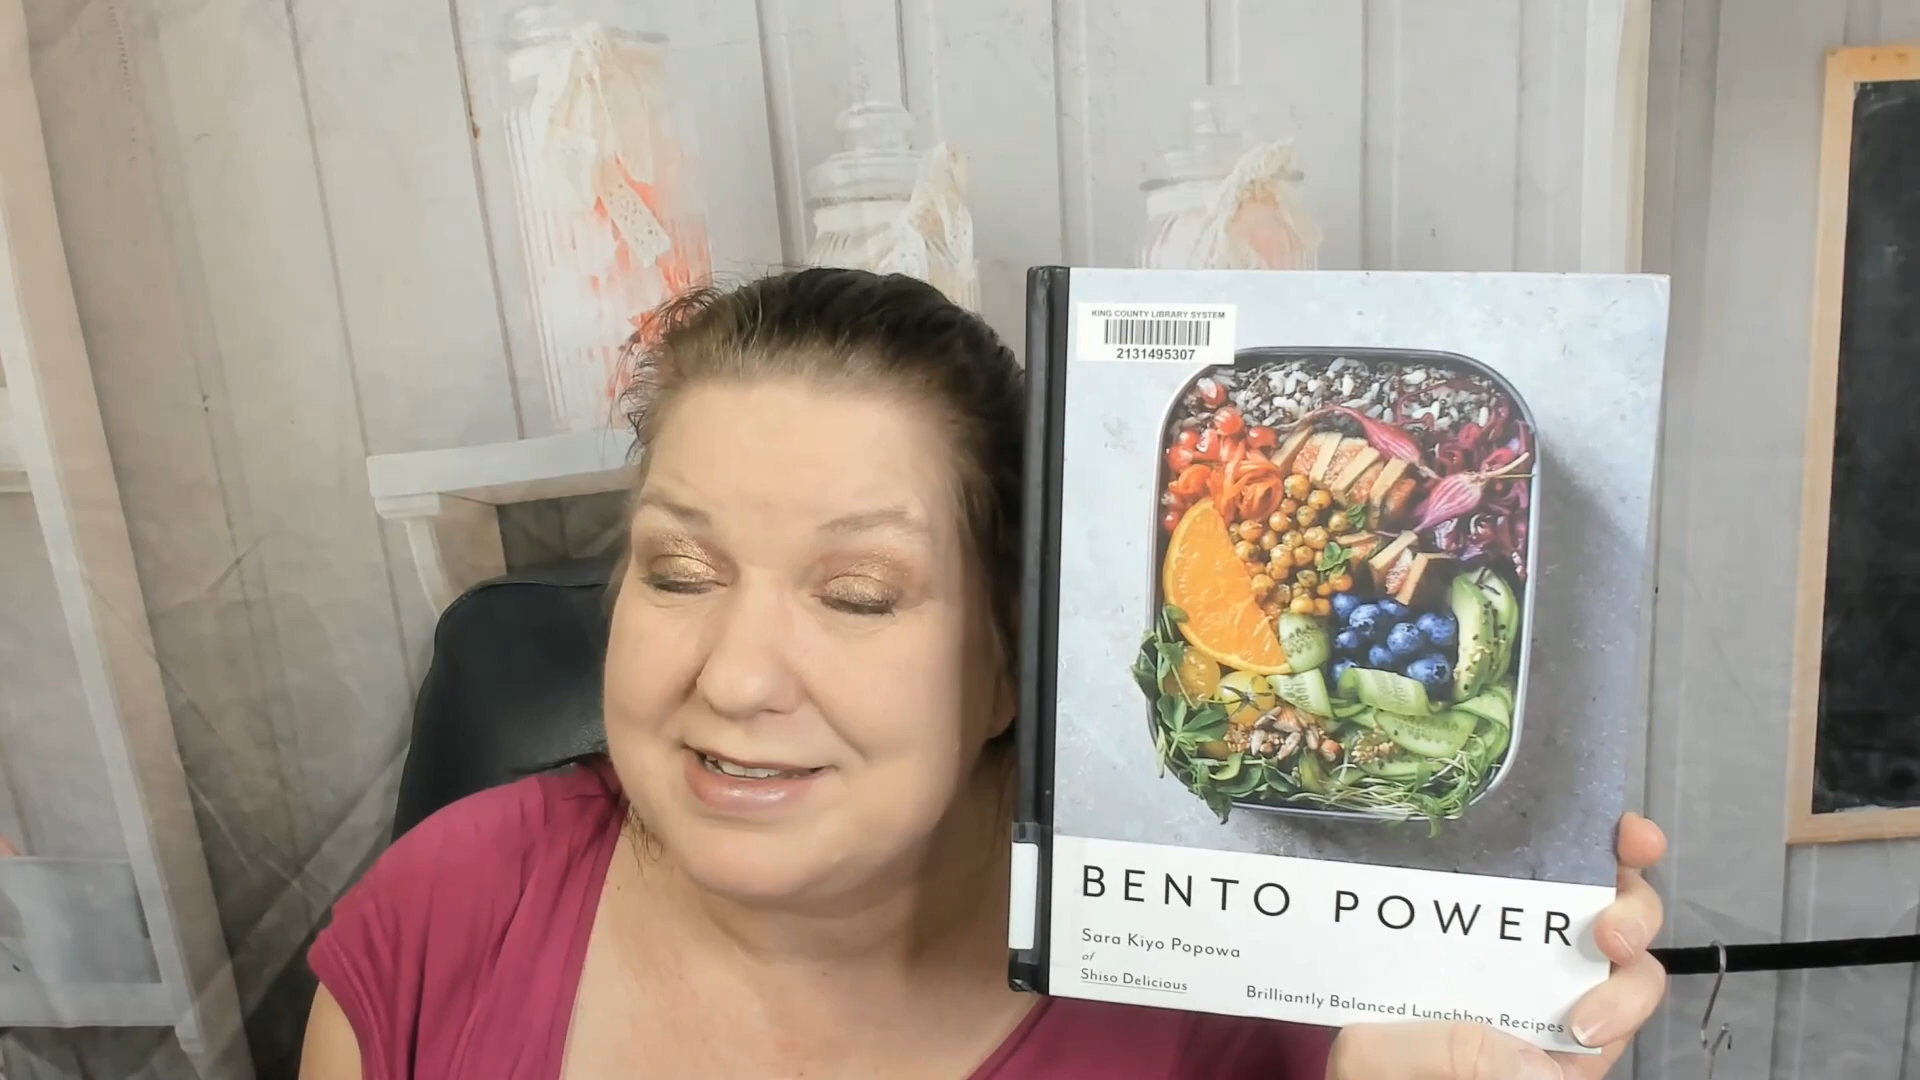 KING COUNTY LIBRARY SYSTEM
2131495307
BENTO POWER
Sara Kiyo Popowa
of
Shiso Delicious
Brilliantly Balanced Lunchbox Recipes